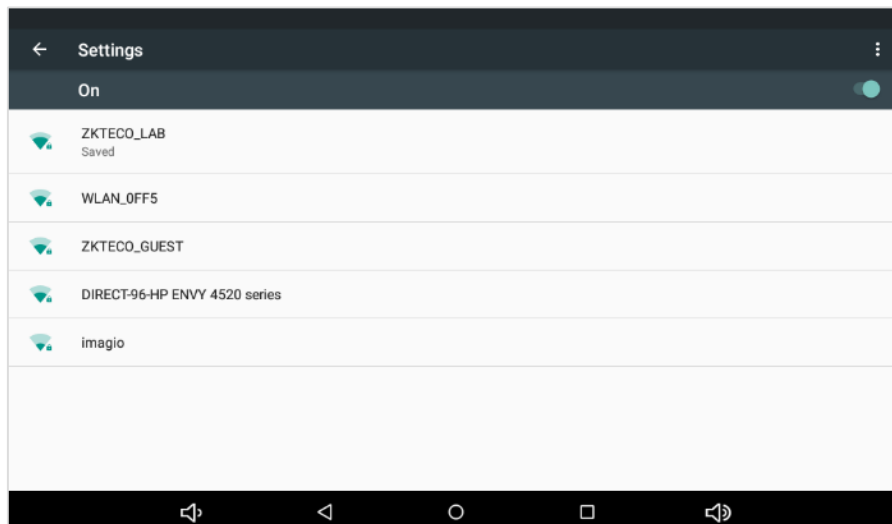 Settings
On
ZKTECO_LAB
Saved
WLAN_0FF5
ZKTECO_GUEST
DIRECT-96-HP ENVY 4520 series
imagio